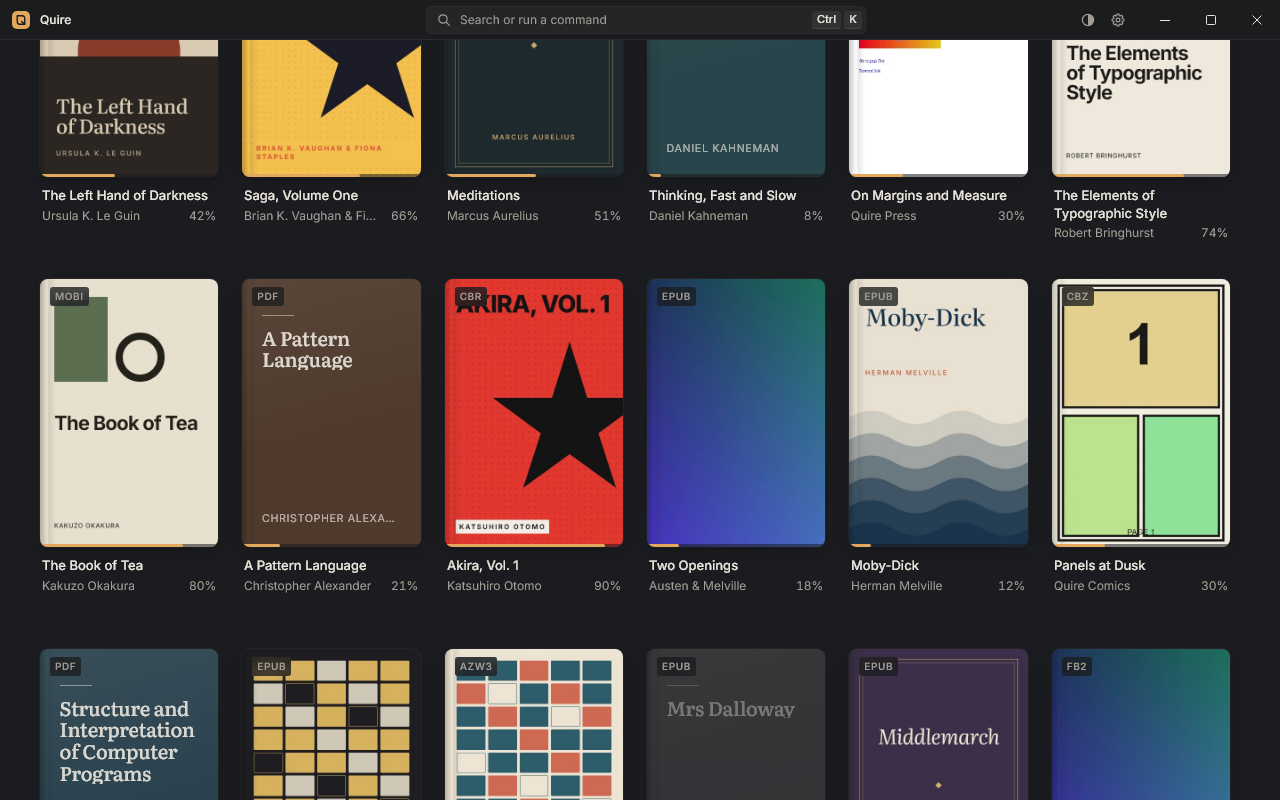 Quire
Search or run a command
Ctrl K
The Left Hand
of Darkness
URSULA K. LE GUIN
BRIAN K. VAUGHAN & FIONA
STAPLES
MARCUS AURELIUS
DANIEL KAHNEMAN
The Elements
of Typographic
Style
ROBERT BRINGHURST
The Left Hand of Darkness
Ursula K. Le Guin 42%
Saga, Volume One
Brian K. Vaughan & Fi... 66%
Meditations
Marcus Aurelius 51%
Thinking, Fast and Slow
Daniel Kahneman 8%
On Margins and Measure
Quire Press 30%
The Elements of
Typographic Style
Robert Bringhurst 74%
MOBI
The Book of Tea
KAKUZO OKAKURA
PDF
A Pattern
Language
CHRISTOPHER ALEXA...
CBR
AKIRA, VOL. 1
KATSUHIRO OTOMO
EPUB
EPUB
Moby-Dick
HERMAN MELVILLE
CBZ
1
PAGE 1
The Book of Tea
Kakuzo Okakura 80%
A Pattern Language
Christopher Alexander 21%
Akira, Vol. 1
Katsuhiro Otomo 90%
Two Openings
Austen & Melville 18%
Moby-Dick
Herman Melville 12%
Panels at Dusk
Quire Comics 30%
PDF
Structure and
Interpretation
of Computer
Programs
EPUB
AZW3
EPUB
Mrs Dalloway
EPUB
Middlemarch
FB2